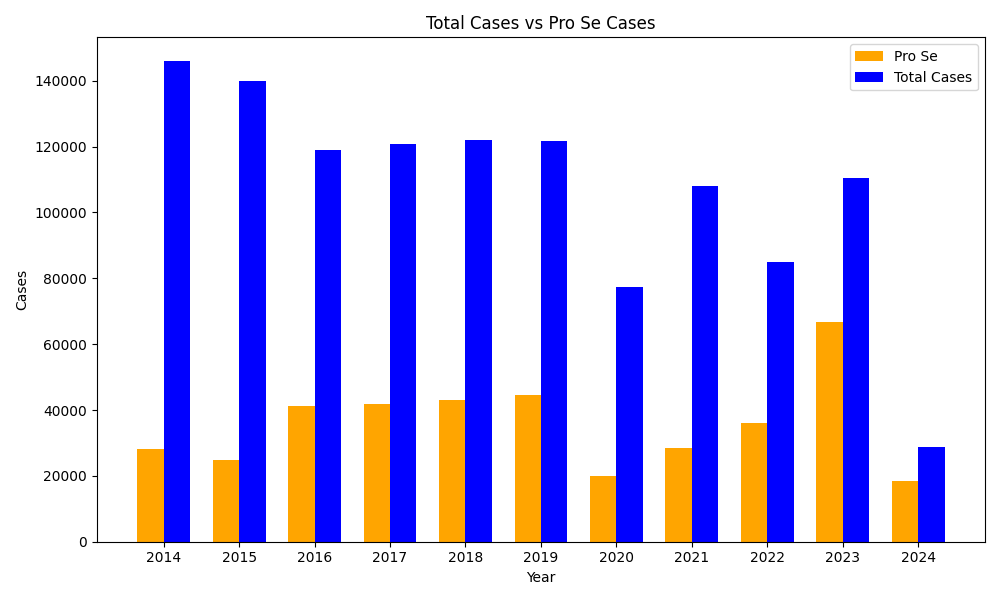 Total Cases vs Pro Se Cases
Pro Se
Total Cases
140000
120000
100000
80000
60000
40000
20000
0
Cases
2014 2015 2016 2017 2018 2019 2020 2021 2022 2023 2024
Year